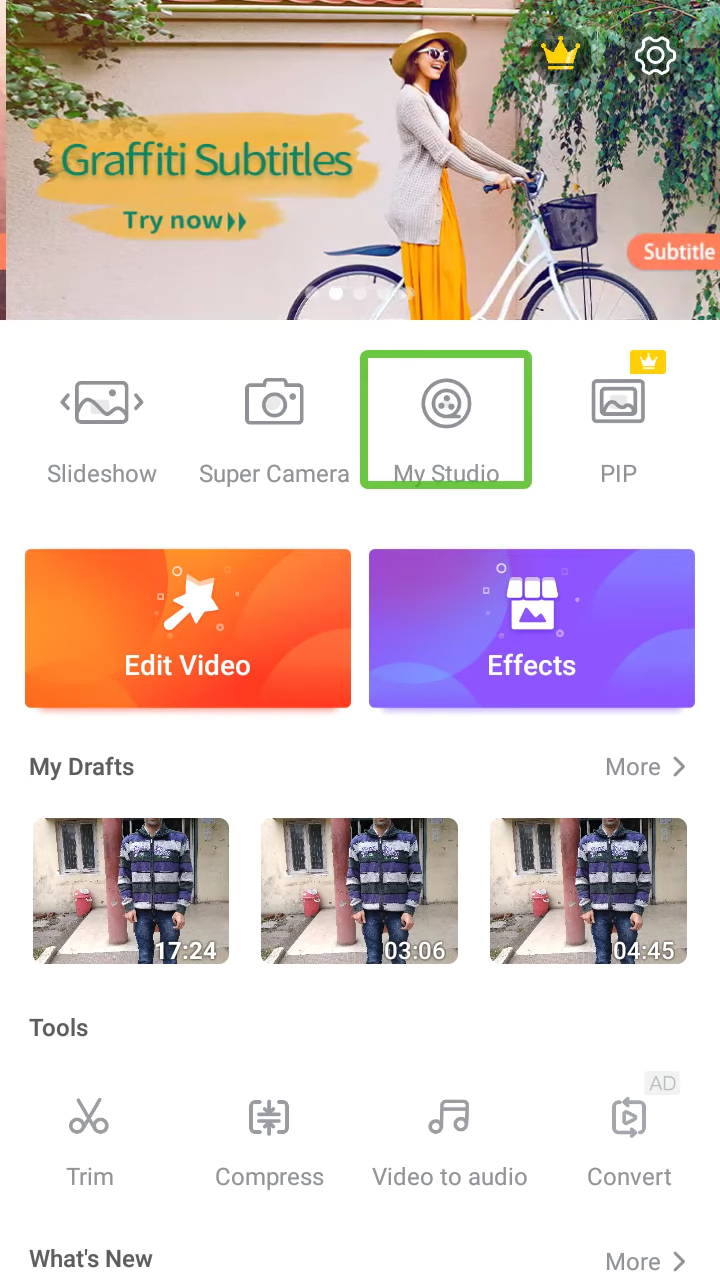 Graffiti Subtitles
Try now
Subtitle
Slideshow
Super Camera
My Studio
PIP
Edit Video
Effects
My Drafts
More
17:24
03:06
04:45
Tools
AD
Trim
Compress
Video to audio
Convert
What's New
More